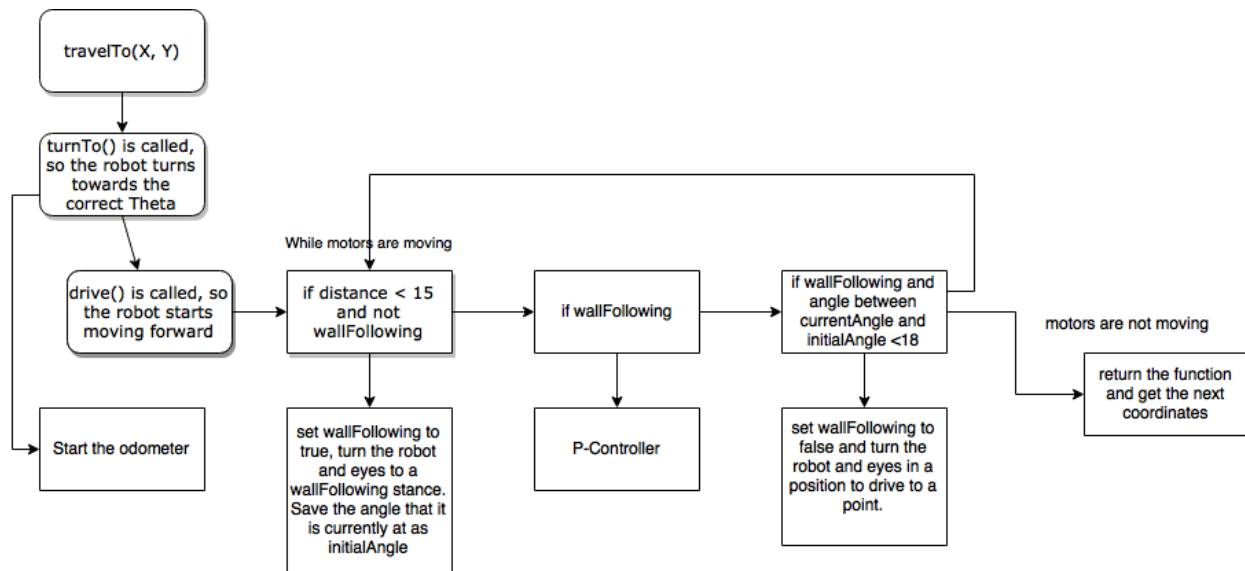 travelTo(X, Y)
turnTo() is called,
so the robot turns
towards the
correct Theta
drive() is called, so
the robot starts
moving forward
Start the odometer
While motors are moving
if distance < 15
and not
wallFollowing
set wallFollowing to
true, turn the robot
and eyes to a
wallFollowing stance.
Save the angle that it
is currently at as
initialAngle
if wallFollowing
P-Controller
if wallFollowing and
angle between
currentAngle and
initialAngle <18
set wallFollowing to
false and turn the
robot and eyes in a
position to drive to a
point.
motors are not moving
return the function
and get the next
coordinates